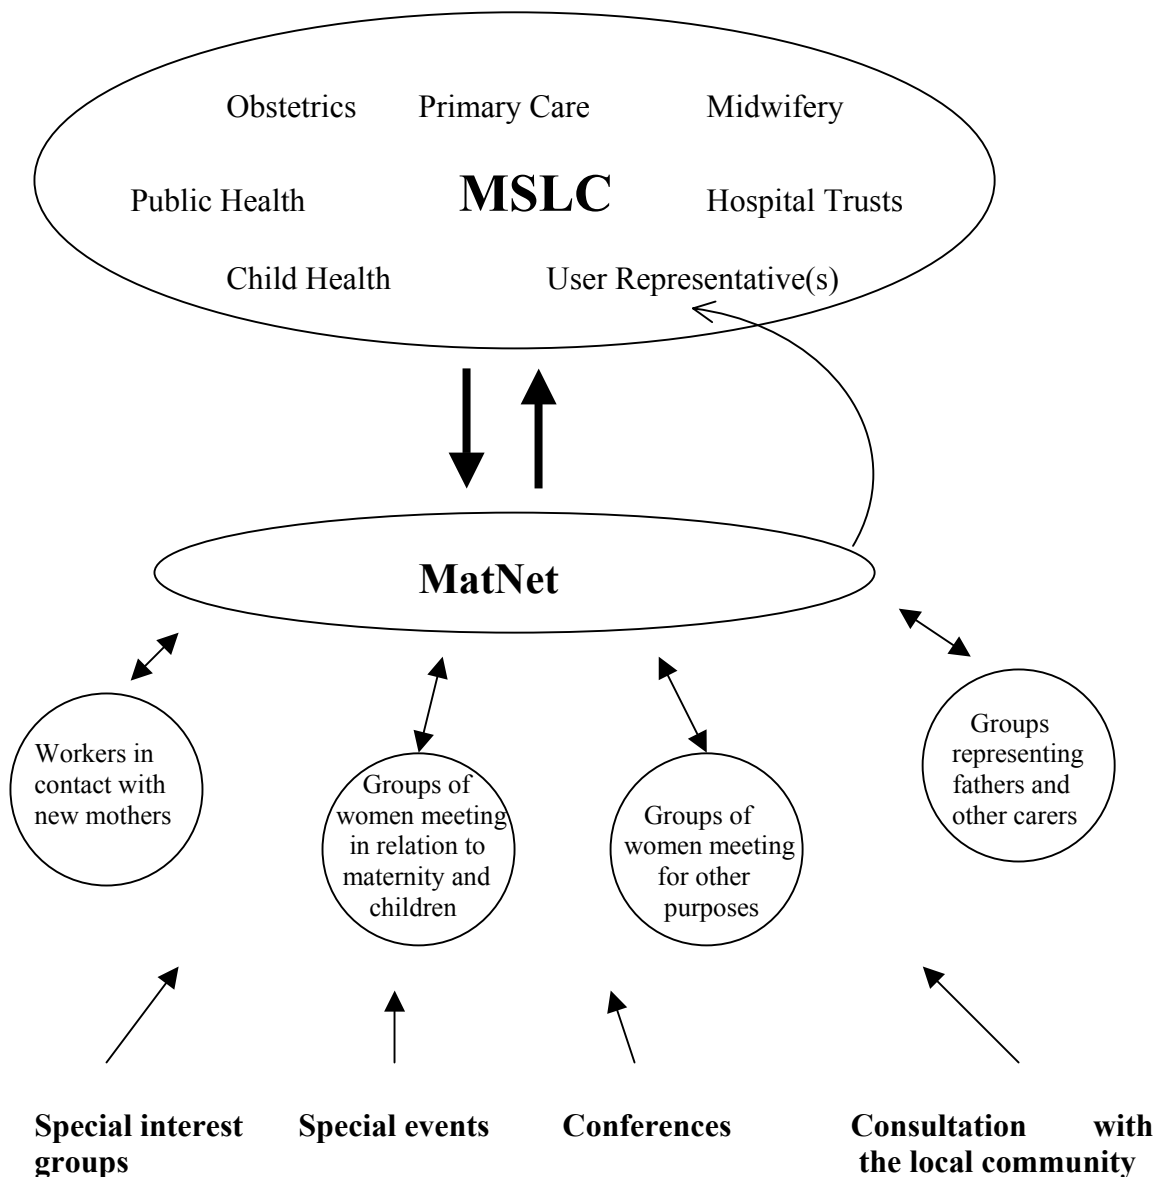 Obstetrics Primary Care Midwifery
Public Health MSLC Hospital Trusts
Child Health User Representative(s)
MatNet
Workers in
contact with
new mothers
Groups of
women meeting
in relation to
maternity and
children
Groups of
women meeting
for other
purposes
Groups
representing
fathers and
other carers
Special interest
groups
Special events
Conferences
Consultation with
the local community